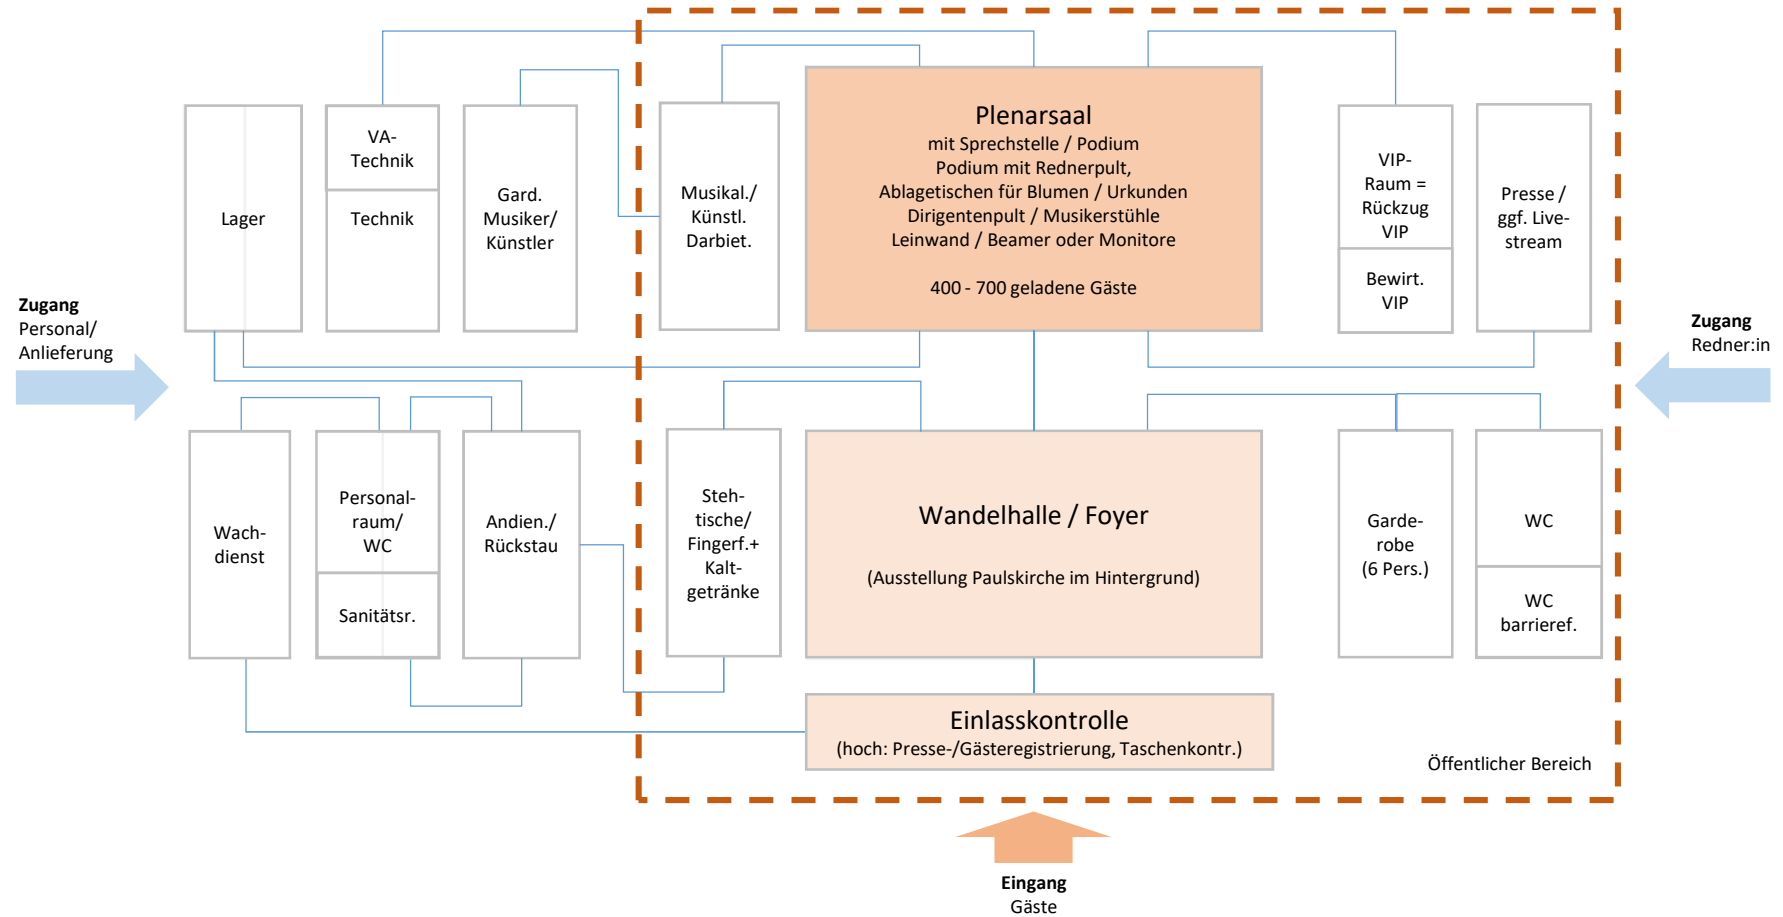 Plenarsaal
mit Sprechstelle / Podium
Podium mit Rednerpult,
Ablagetischen für Blumen / Urkunden
Dirigentenpult / Musikerstühle
Leinwand / Beamer oder Monitore
400 - 700 geladene Gäste
Lager
VA-
Technik
Technik
Gard.
Musiker/
Künstler
Musikal./
Künstl.
Darbiet.
VIP-
Raum =
Rückzug
VIP
Bewirt.
VIP
Presse /
ggf. Live-
stream
Zugang
Personal/
Anlieferung
Zugang
Redner:in
Wach-
dienst
Personal-
raum/
WC
Sanitätsr.
Andien./
Rückstau
Steh-
tische/
Fingerf.+
Kalt-
getränke
Wandelhalle / Foyer
(Ausstellung Paulskirche im Hintergrund)
Garde-
robe
(6 Pers.)
WC
WC
barrieref.
Einlasskontrolle
(hoch: Presse-/Gästeregistrierung, Taschenkontr.)
Öffentlicher Bereich
Eingang
Gäste